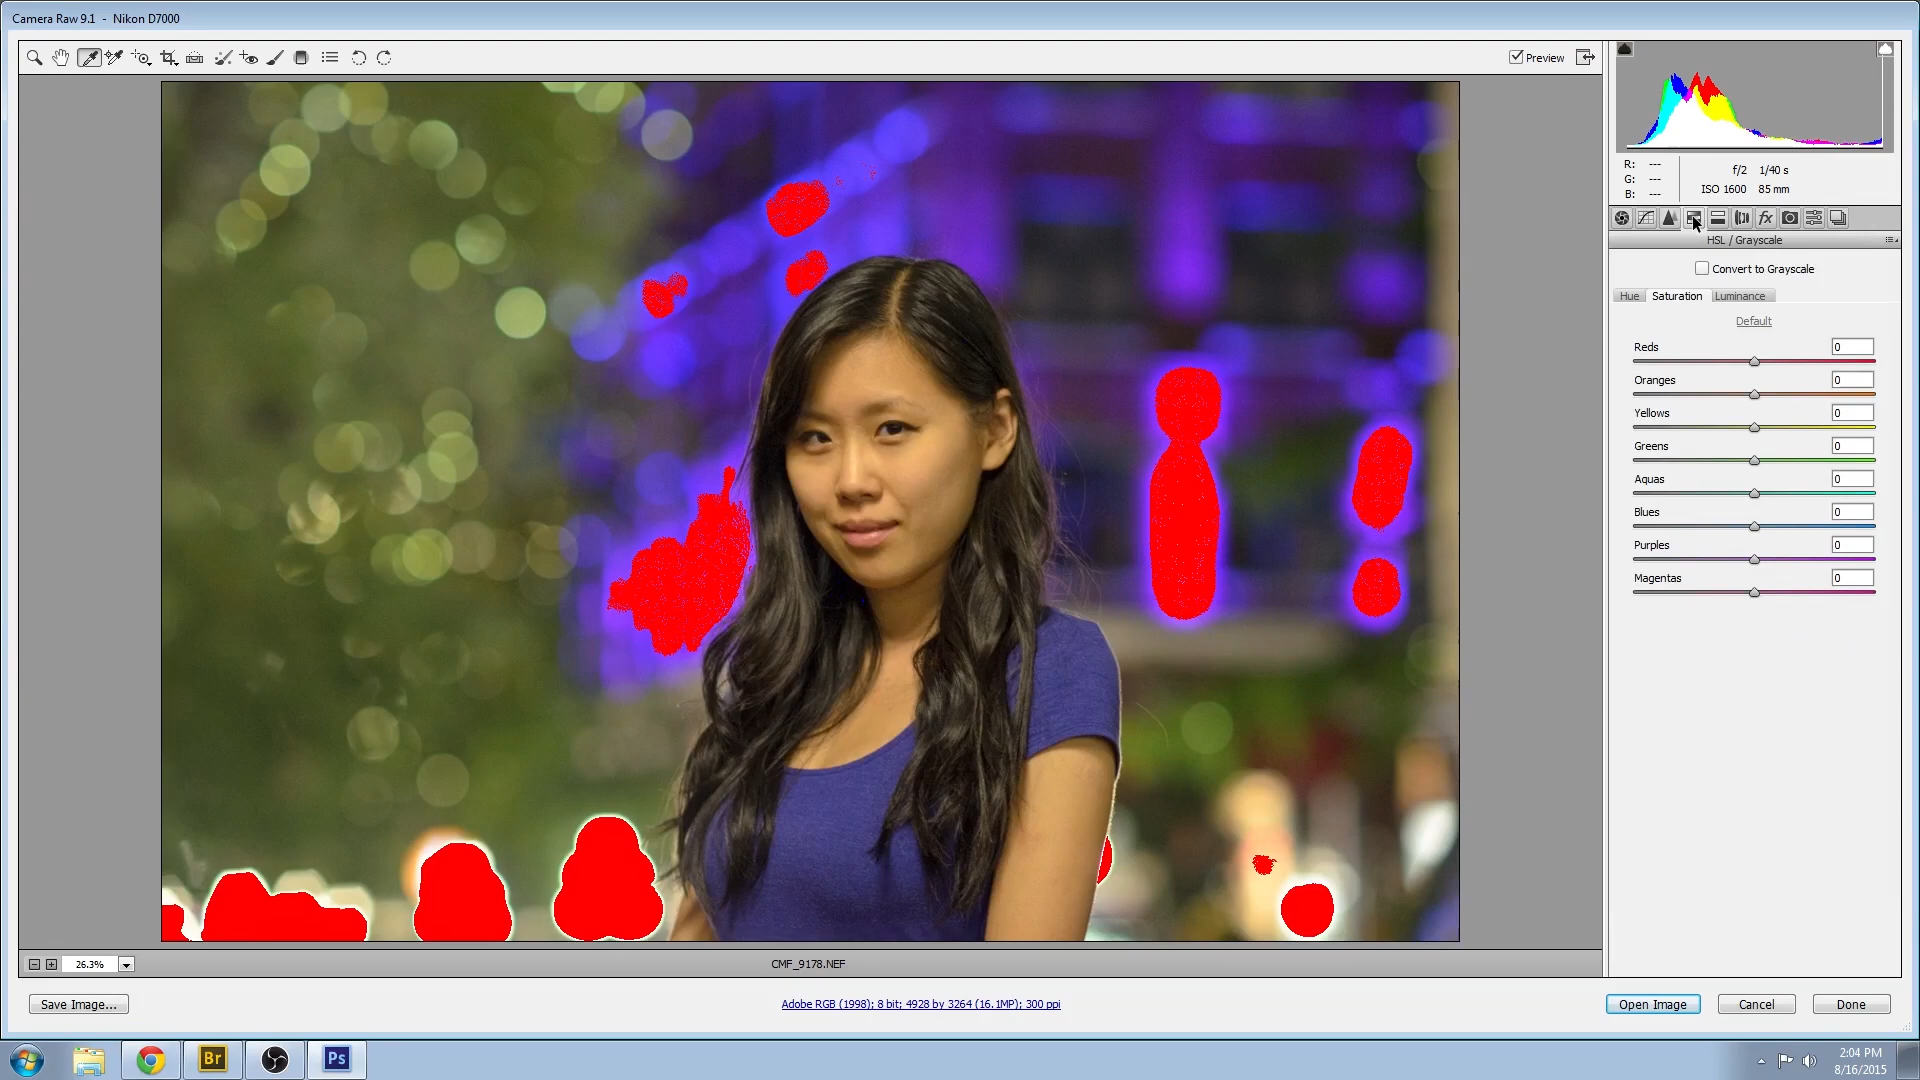 Camera Raw 9.1 - Nikon D7000
Preview
R: ---
G: ---
B: ---
f/2 1/40 s
ISO 1600 85 mm
fx
HSL / Grayscale
Convert to Grayscale
Hue Saturation Luminance
Default
Reds 0
Oranges 0
Yellows 0
Greens 0
Aquas 0
Blues 0
Purples 0
Magentas 0
26.3%
CMF_9178.NEF
Save Image...
Adobe RGB (1998); 8 bit; 4928 by 3264 (16.1MP); 300 ppi
Open Image
Cancel
Done
Br
Ps
2:04 PM
8/16/2015